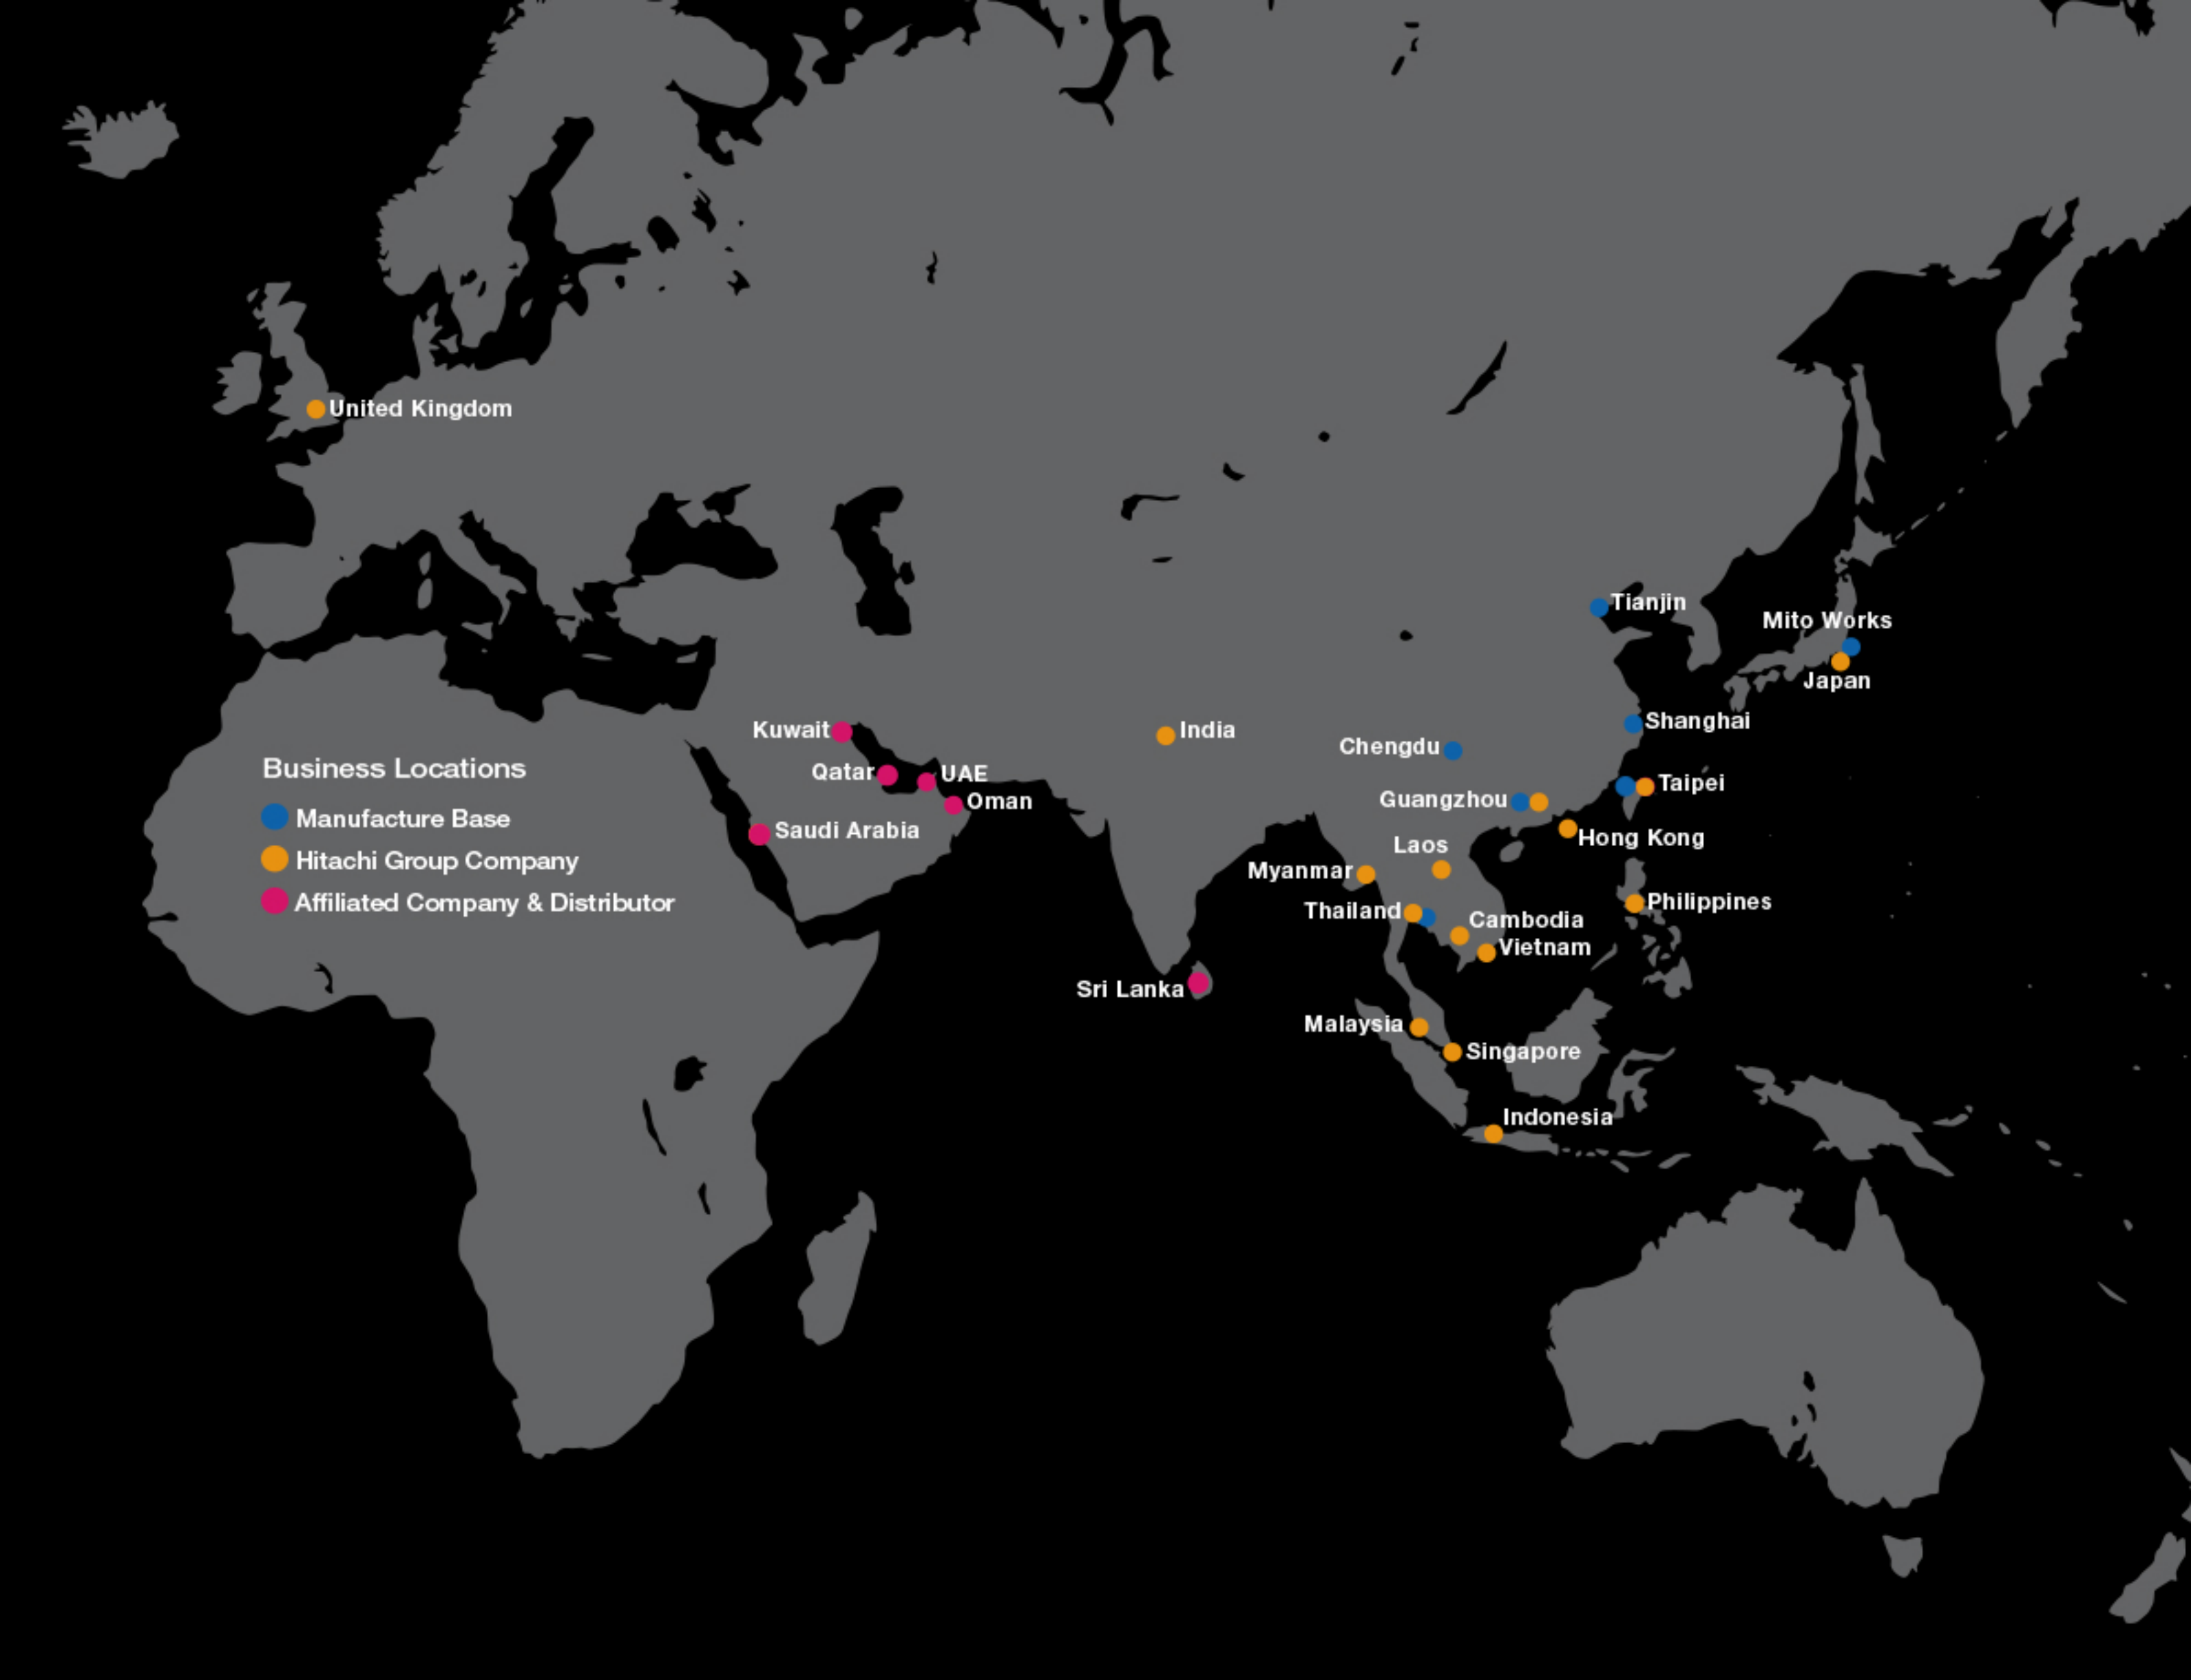 United Kingdom
Tianjin
Mito Works
Japan
Shanghai
Kuwait
India
Chengdu
Qatar
UAE
Taipei
Oman
Guangzhou
Saudi Arabia
Hong Kong
Laos
Myanmar
Philippines
Thailand
Cambodia
Vietnam
Sri Lanka
Malaysia
Singapore
Indonesia
Business Locations
Manufacture Base
Hitachi Group Company
Affiliated Company & Distributor